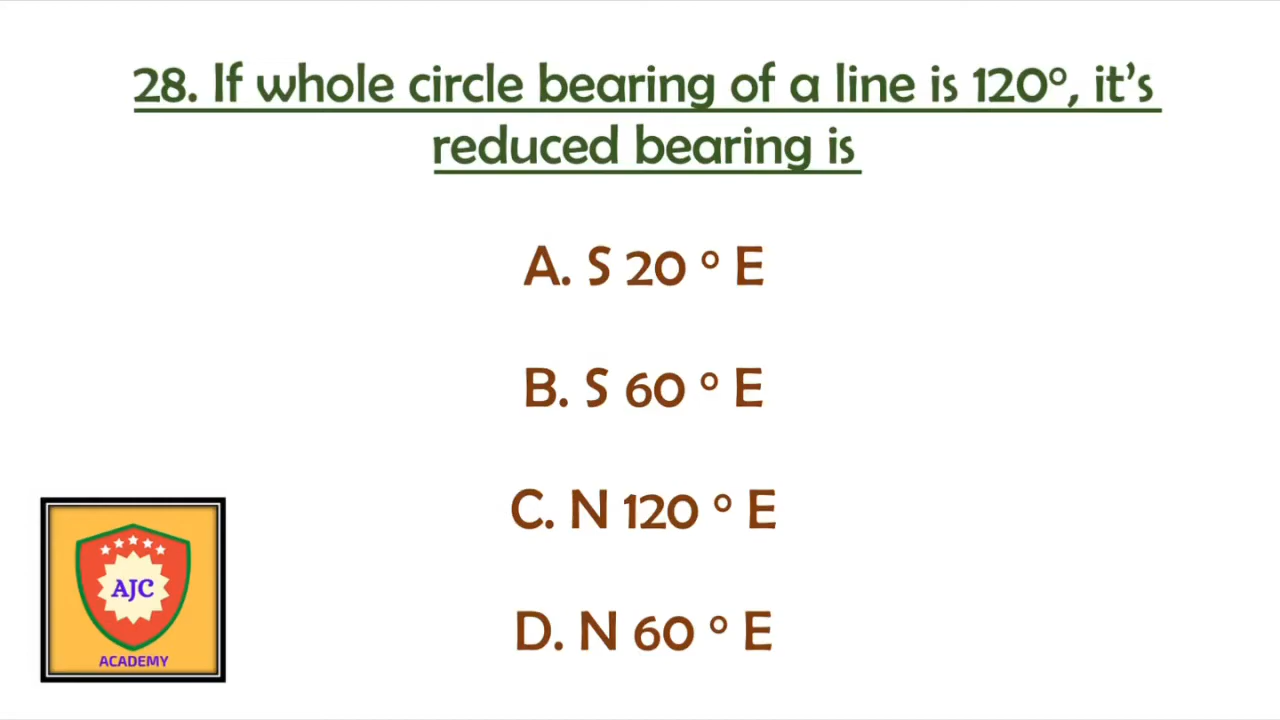 28. If whole circle bearing of a line is 120°, it's
reduced bearing is
A. S 20 ° E
B. S 60 ° E
C. N 120 ° E
D. N 60 ° E
AJC
ACADEMY